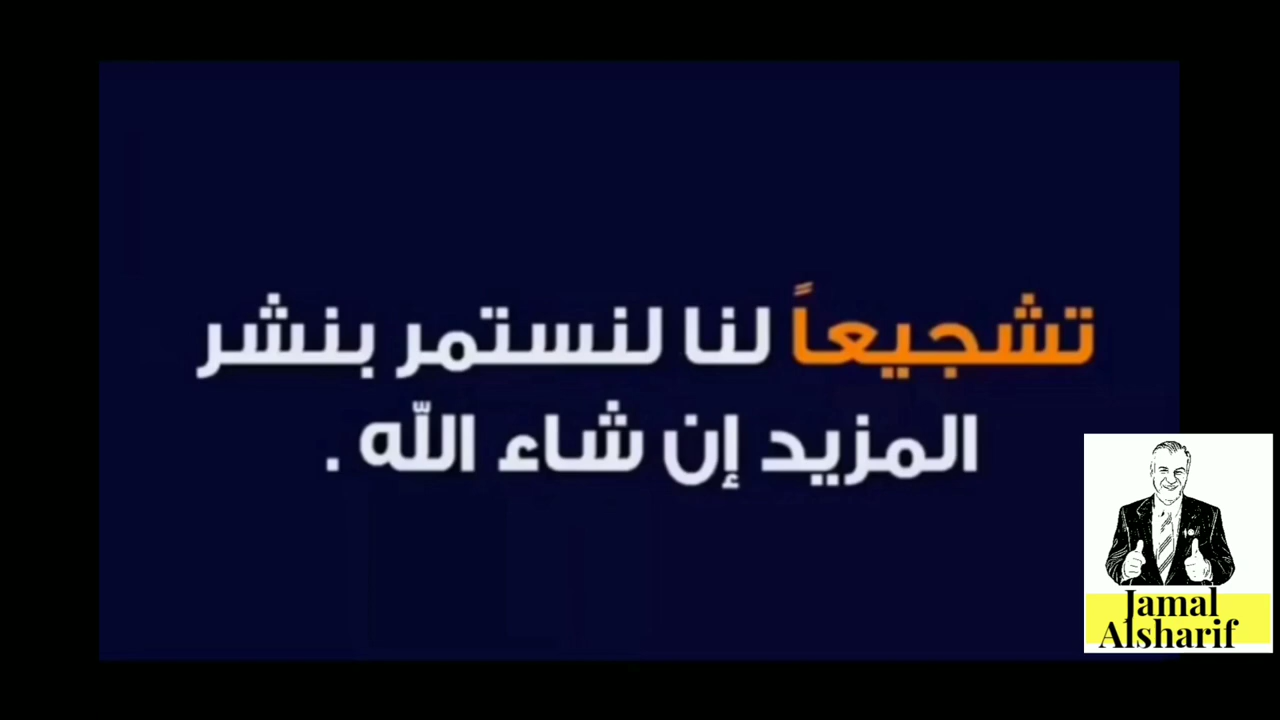 تشجيعاً لنا لنستمر بنشر
المزيد إن شاء الله .
Jamal
Alsharif